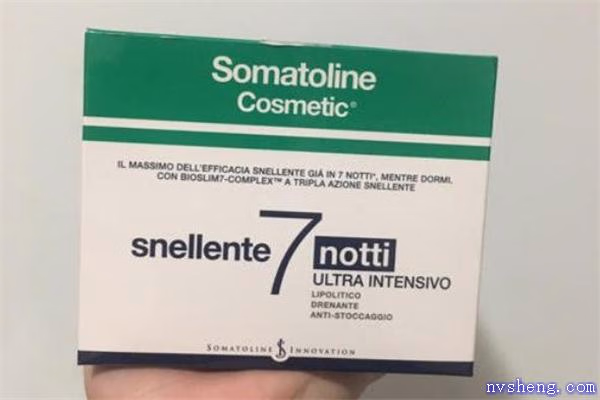 Somatoline
Cosmetic®
IL MASSIMO DELL'EFFICACIA SNELLENTE GIÀ IN 7 NOTTI*, MENTRE DORMI,
CON BIOSLIM7-COMPLEX™ A TRIPLA AZIONE SNELLENTE
snellente 7 notti
ULTRA INTENSIVO
LIPOLITICO
DRENANTE
ANTI-STOCCAGGIO
SOMATOLINE INNOVATION
nvsheng.com